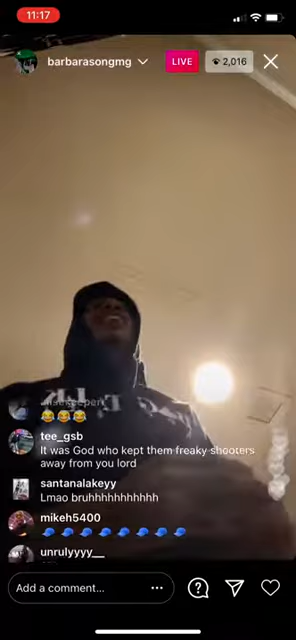 11:17
barbarasongmg
LIVE
2,016
😂😂😂
tee_gsb
It was God who kept them freaky shooters
away from you lord
santanalakeyy
Lmao bruhhhhhhhhhhh
mikeh5400
🧢🧢🧢🧢🧢🧢🧢🧢
unrulyyyy__
Add a comment...